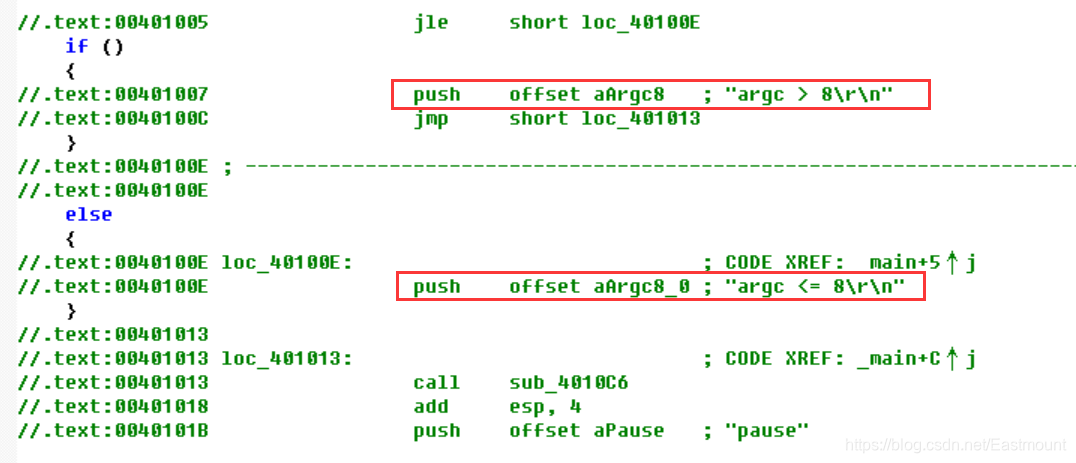 //.text:00401005 jle short loc_40100E
if ()
{
//.text:00401007 push offset aArgc8 ; "argc > 8\r\n"
//.text:0040100C jmp short loc_401013
}
//.text:0040100E ; ---------------------------------------------------------------------
//.text:0040100E
else
{
//.text:0040100E loc_40100E: ; CODE XREF: _main+5↑j
//.text:0040100E push offset aArgc8_0 ; "argc <= 8\r\n"
}
//.text:00401013
//.text:00401013 loc_401013: ; CODE XREF: _main+C↑j
//.text:00401013 call sub_4010C6
//.text:00401018 add esp, 4
//.text:0040101B push offset aPause ; "pause"
https://blog.csdn.net/Eastmount